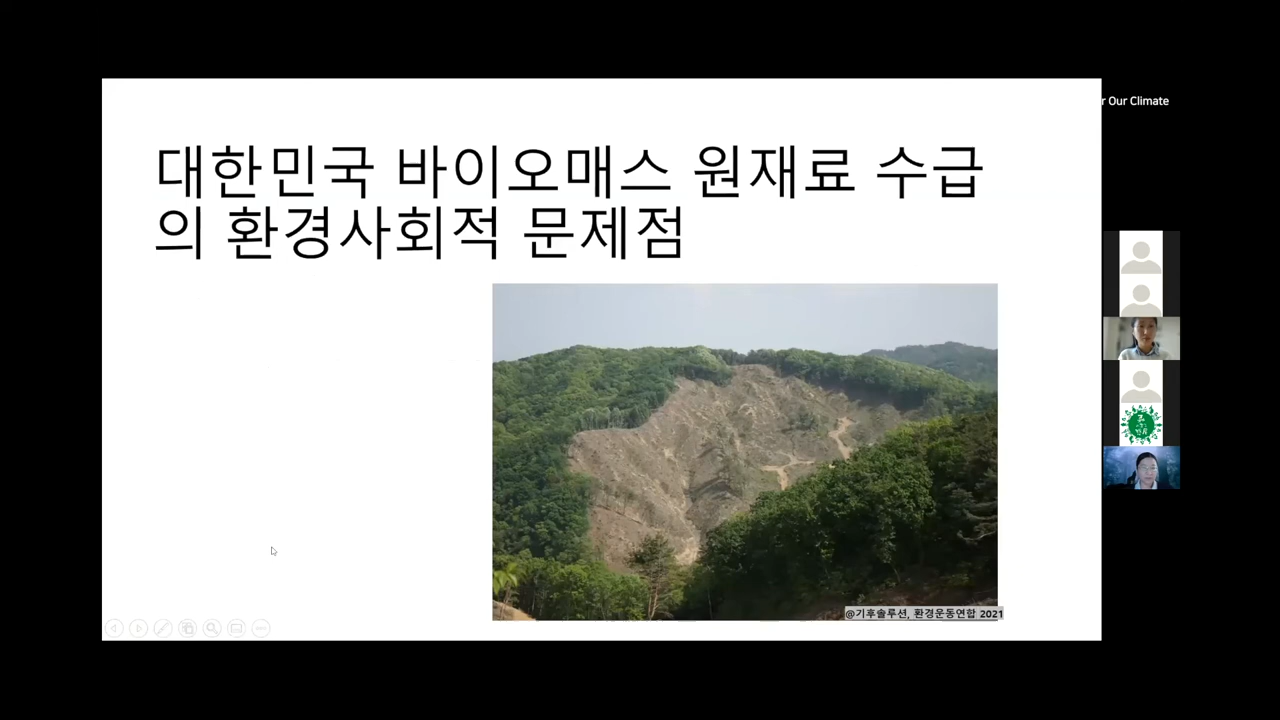 대한민국 바이오매스 원재료 수급
의 환경사회적 문제점
r Our Climate
@기후솔루션, 환경운동연합 2021